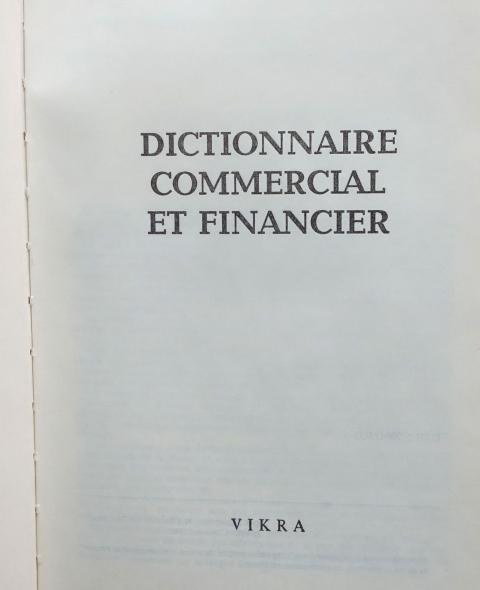 DICTIONNAIRE
COMMERCIAL
ET FINANCIER
VIKRA